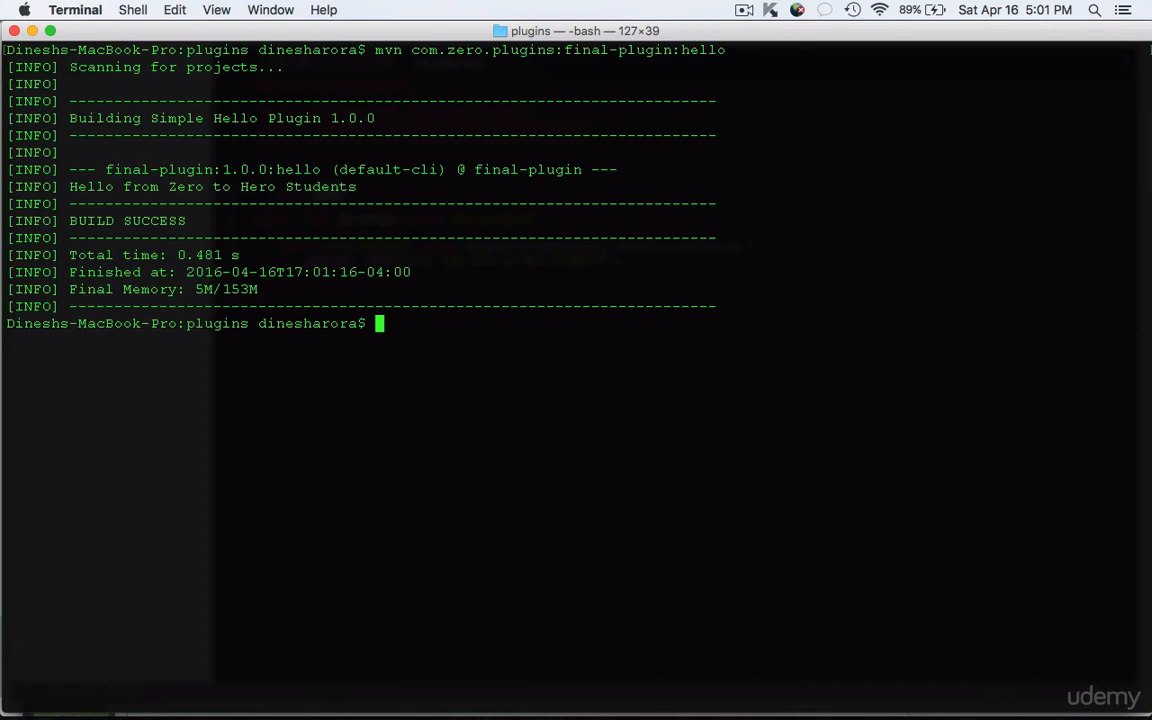 Terminal Shell Edit View Window Help 89% Sat Apr 16 5:01 PM
plugins — -bash — 127×39
[Dineshs-MacBook-Pro:plugins dinesharora$ mvn com.zero.plugins:final-plugin:hello
[INFO] Scanning for projects...
[INFO]
[INFO] ------------------------------------------------------------------------
[INFO] Building Simple Hello Plugin 1.0.0
[INFO] ------------------------------------------------------------------------
[INFO]
[INFO] --- final-plugin:1.0.0:hello (default-cli) @ final-plugin ---
[INFO] Hello from Zero to Hero Students
[INFO] ------------------------------------------------------------------------
[INFO] BUILD SUCCESS
[INFO] ------------------------------------------------------------------------
[INFO] Total time: 0.481 s
[INFO] Finished at: 2016-04-16T17:01:16-04:00
[INFO] Final Memory: 5M/153M
[INFO] ------------------------------------------------------------------------
Dineshs-MacBook-Pro:plugins dinesharora$
udemy